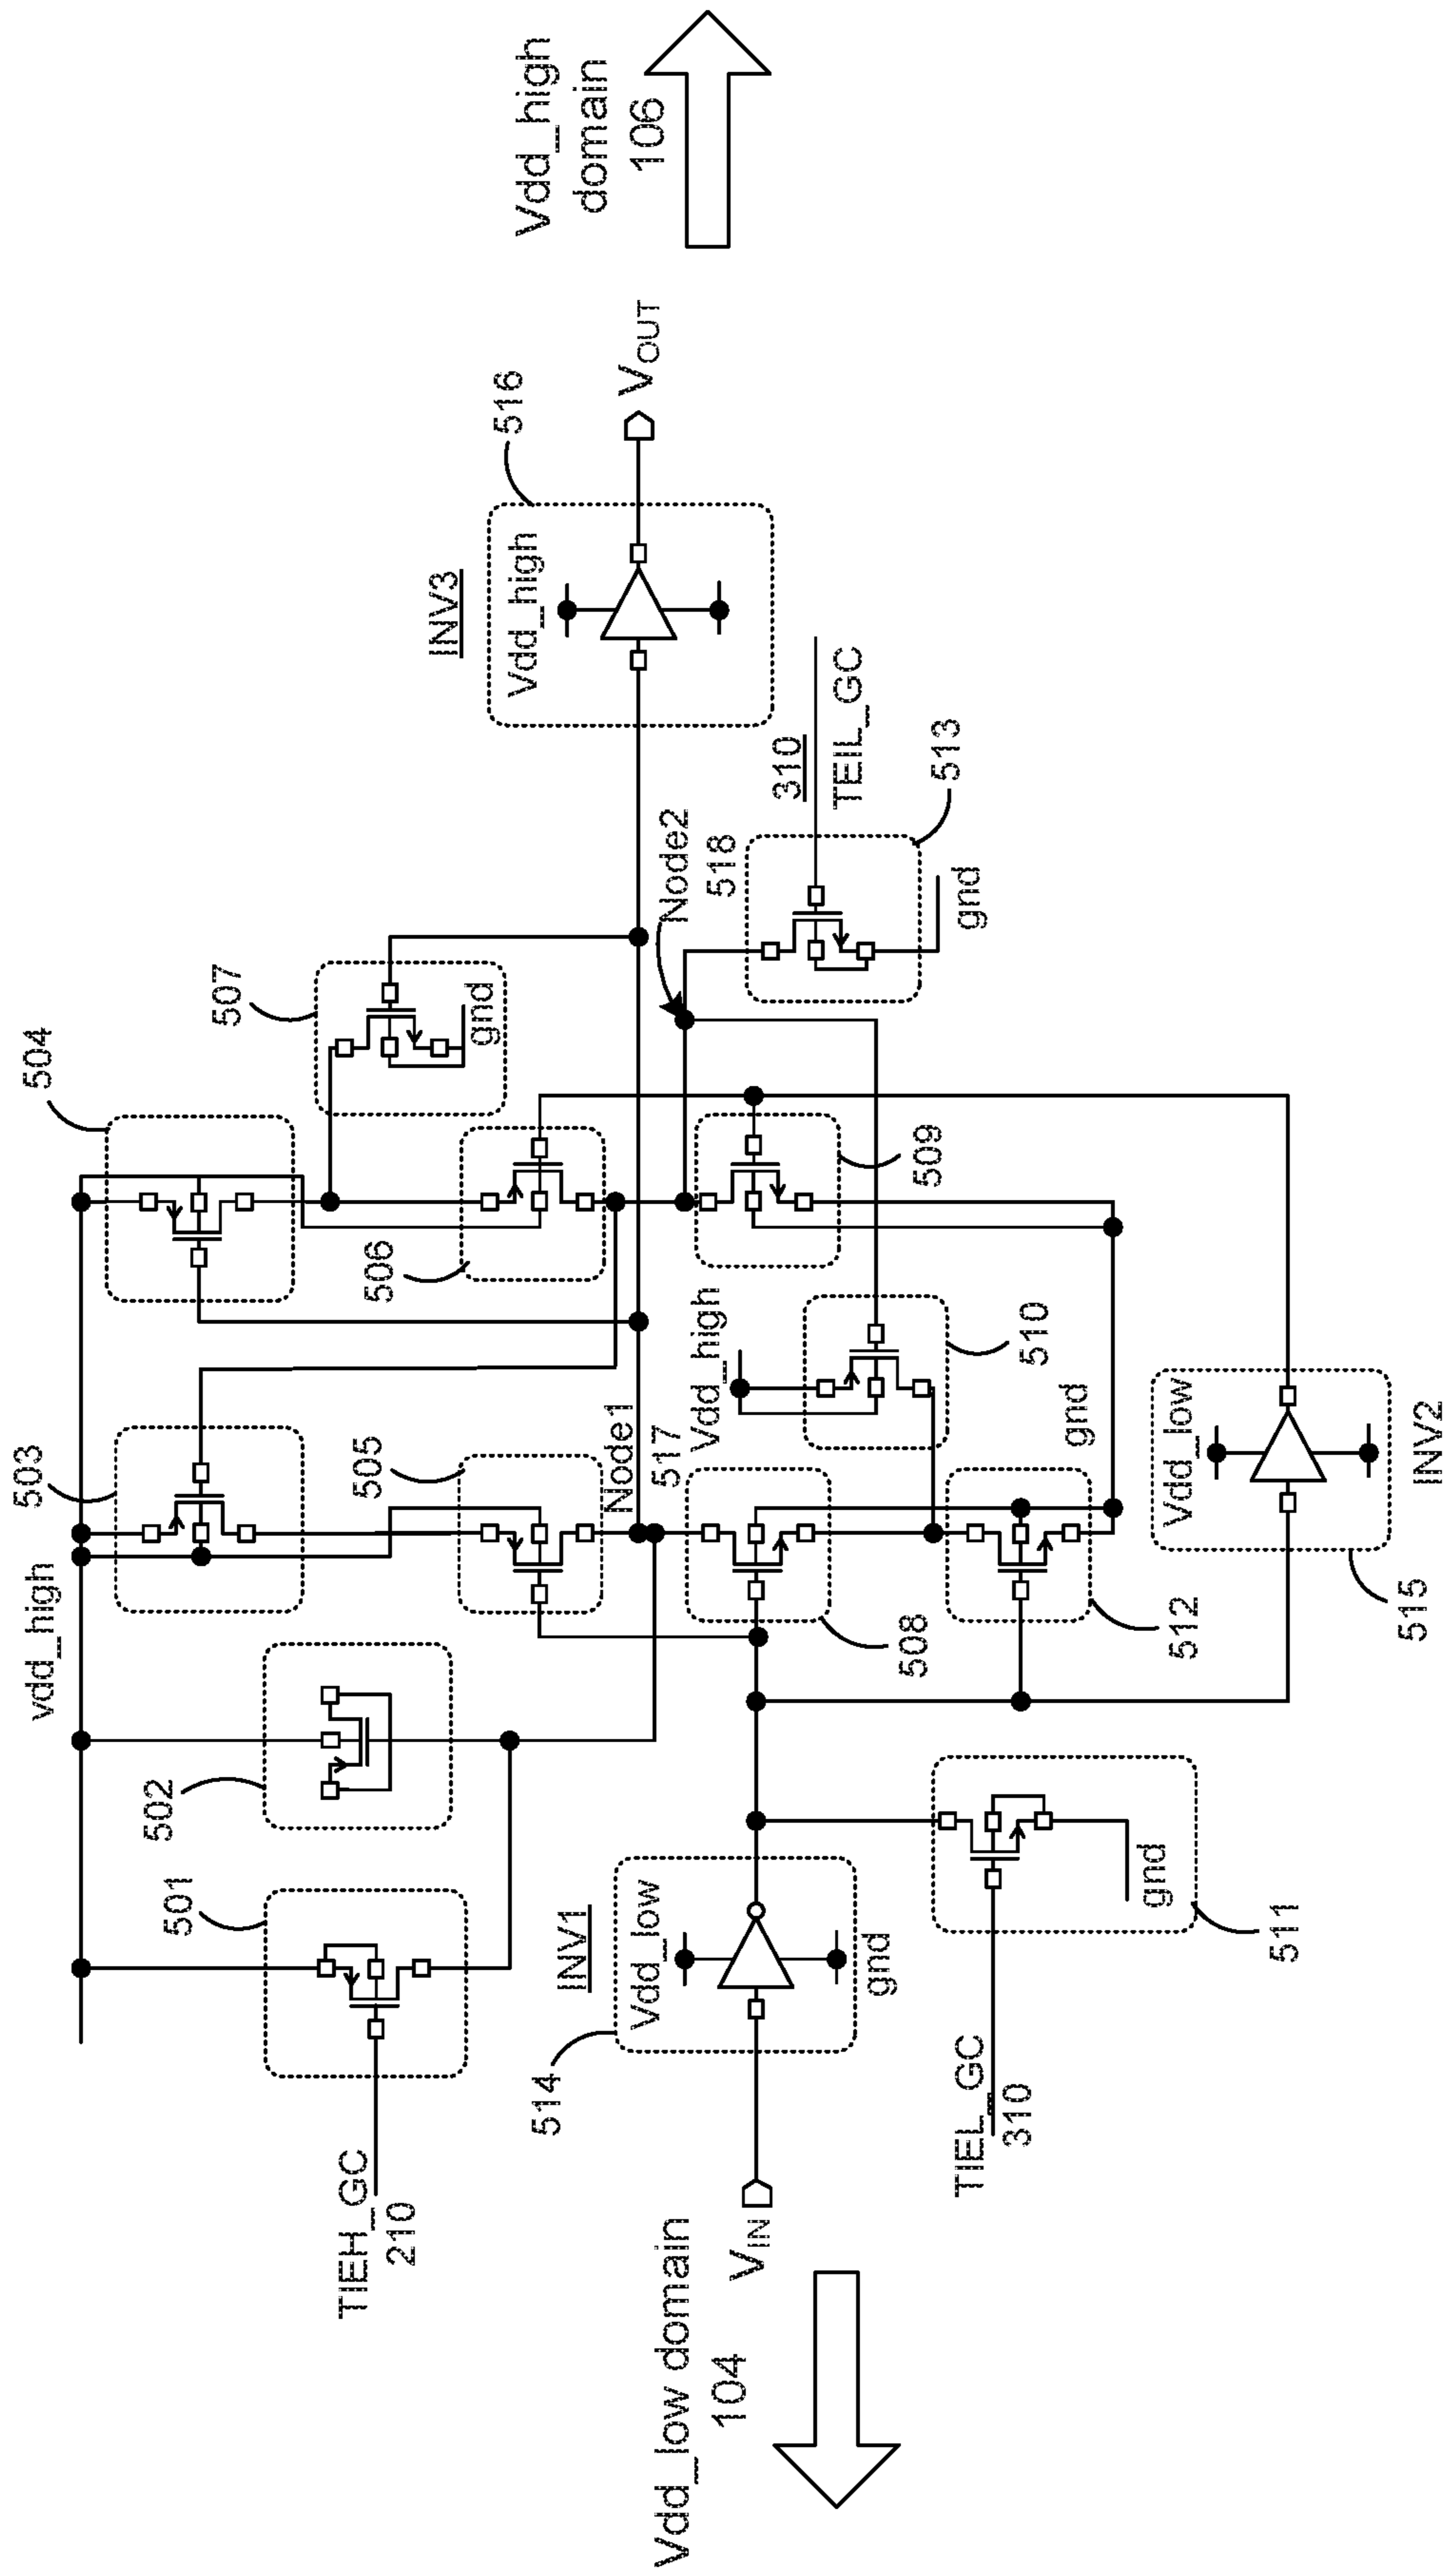 Vdd_high
domain
106
VOUT
516
INV3
Vdd_high
310
TEIL_GC
513
Node2
518
gnd
507
gnd
504
506
509
Vdd_high
510
gnd
503
505
Node1
517
vdd_high
508
512
Vdd_low
INV2
515
502
501
INV1
Vdd_low
gnd
514
gnd
511
TIEH_GC
210
TIEL_GC
310
Vdd_low domain
104
VIN